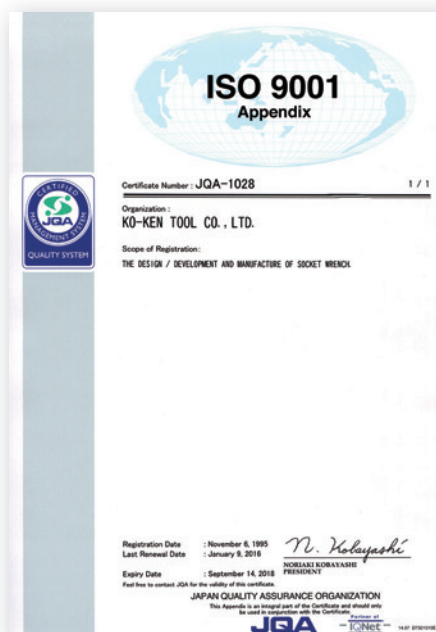 ISO 9001
Appendix
Certificate Number : JQA-1028 1 / 1
CERTIFIED
MANAGEMENT SYSTEM
JQA
QUALITY SYSTEM
Organization :
KO-KEN TOOL CO., LTD.
Scope of Registration:
THE DESIGN / DEVELOPMENT AND MANUFACTURE OF SOCKET WRENCH.
Registration Date : November 6, 1995
Last Renewal Date : January 9, 2016
N. Kobayashi
NORIAKI KOBAYASHI
PRESIDENT
Expiry Date : September 14, 2018
Feel free to contact JQA for the validity of this certificate.
JAPAN QUALITY ASSURANCE ORGANIZATION
This Appendix is an integral part of the Certificate and should only
be used in conjunction with the Certificate.
JQA
Partner of
IQNet